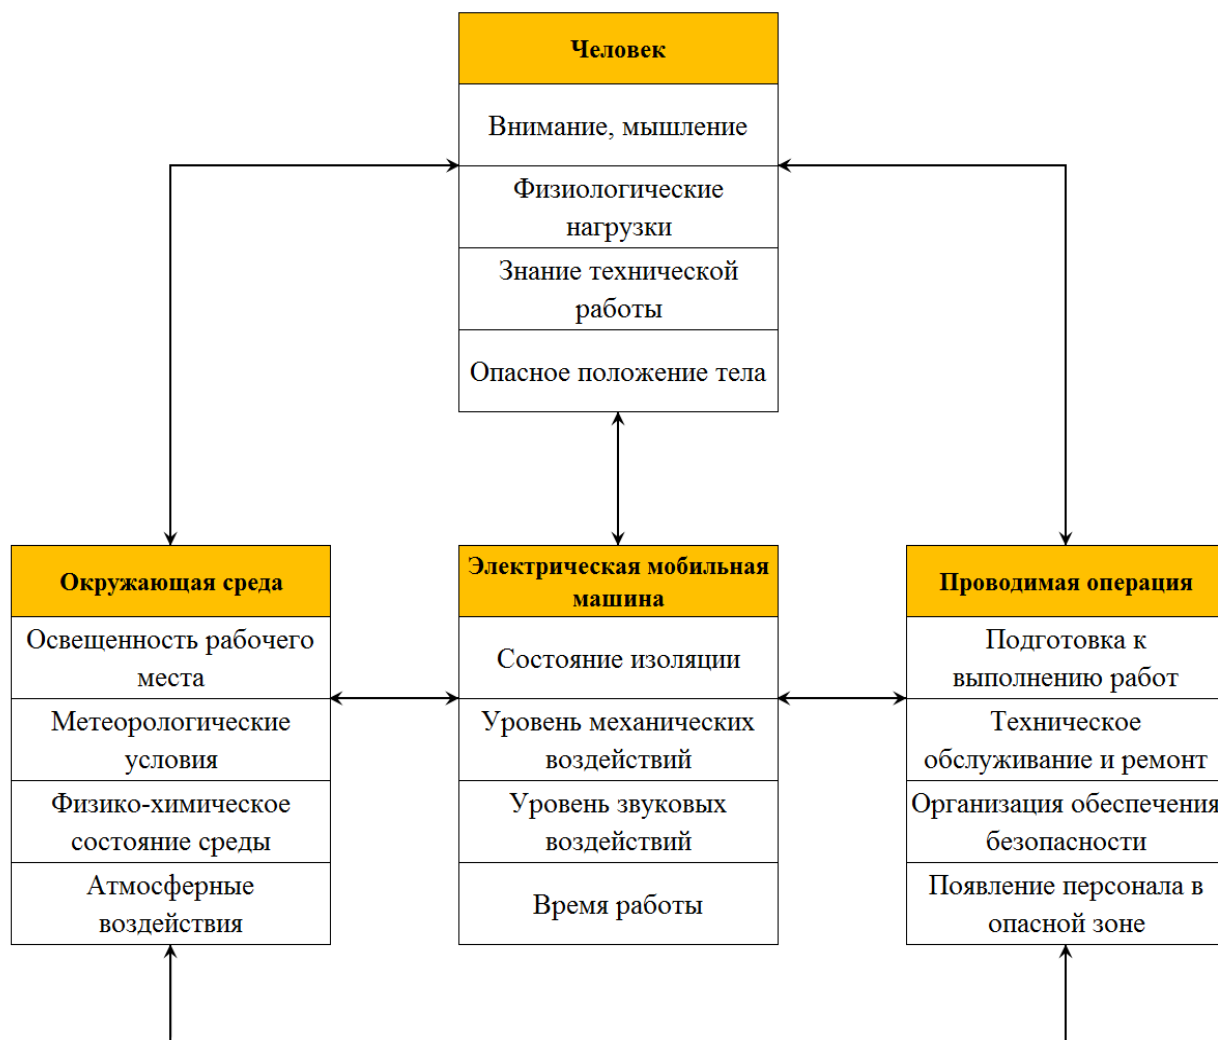 Человек
Внимание, мышление
Физиологические
нагрузки
Знание технической
работы
Опасное положение тела
Окружающая среда
Освещенность рабочего
места
Метеорологические
условия
Физико-химическое
состояние среды
Атмосферные
воздействия
Электрическая мобильная
машина
Состояние изоляции
Уровень механических
воздействий
Уровень звуковых
воздействий
Время работы
Проводимая операция
Подготовка к
выполнению работ
Техническое
обслуживание и ремонт
Организация обеспечения
безопасности
Появление персонала в
опасной зоне